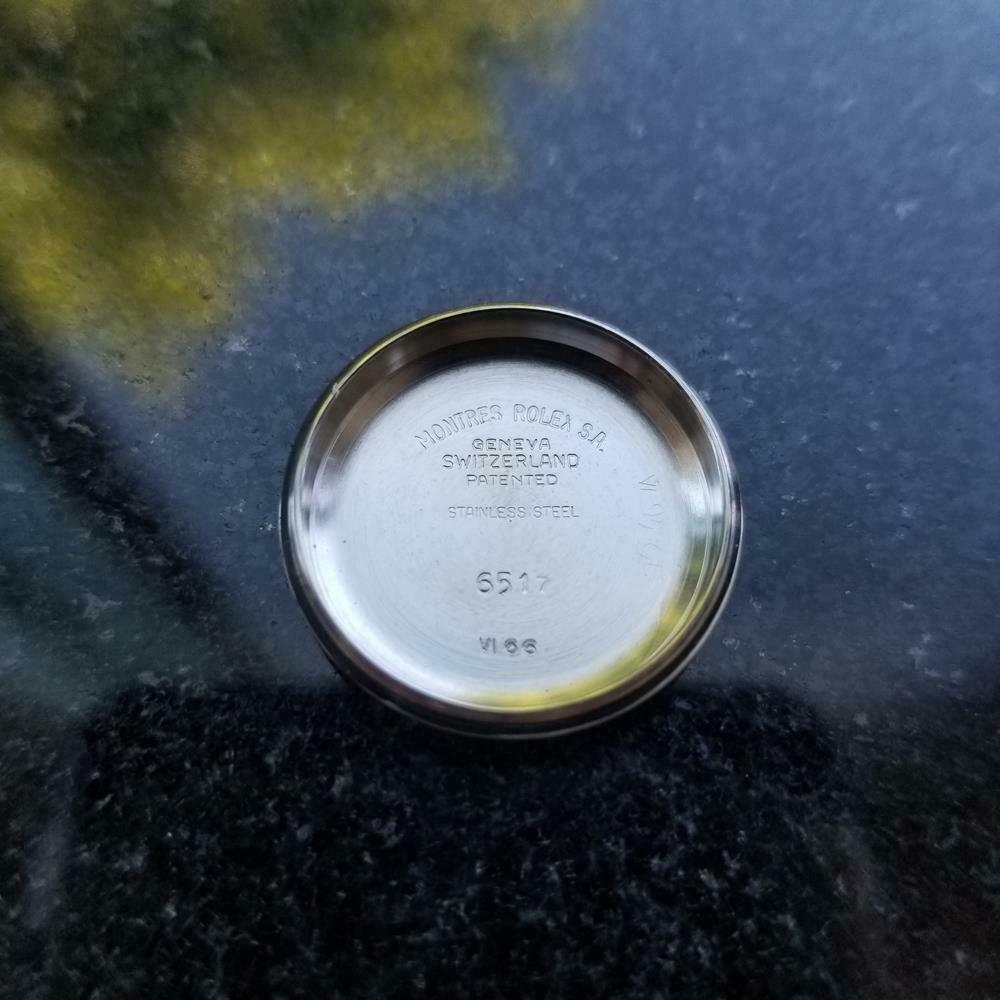 MONTRES ROLEX S.A.
GENEVA
SWITZERLAND
PATENTED
STAINLESS STEEL
6517
VI 66